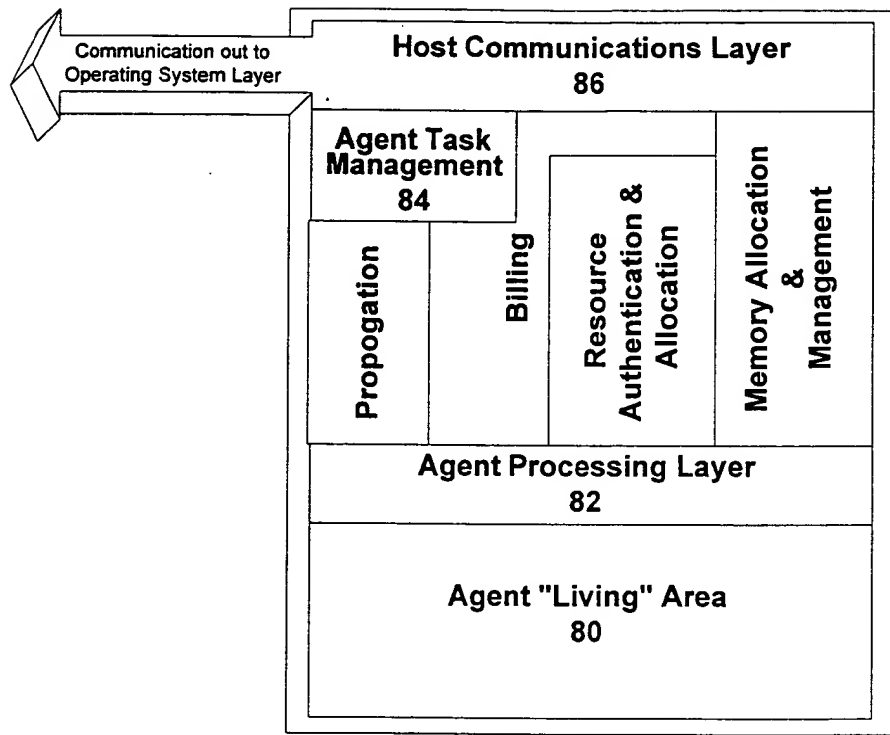 Communication out to
Operating System Layer
Host Communications Layer
86
Agent Task
Management
84
Propogation
Billing
Resource
Authentication &
Allocation
Memory Allocation
&
Management
Agent Processing Layer
82
Agent "Living" Area
80